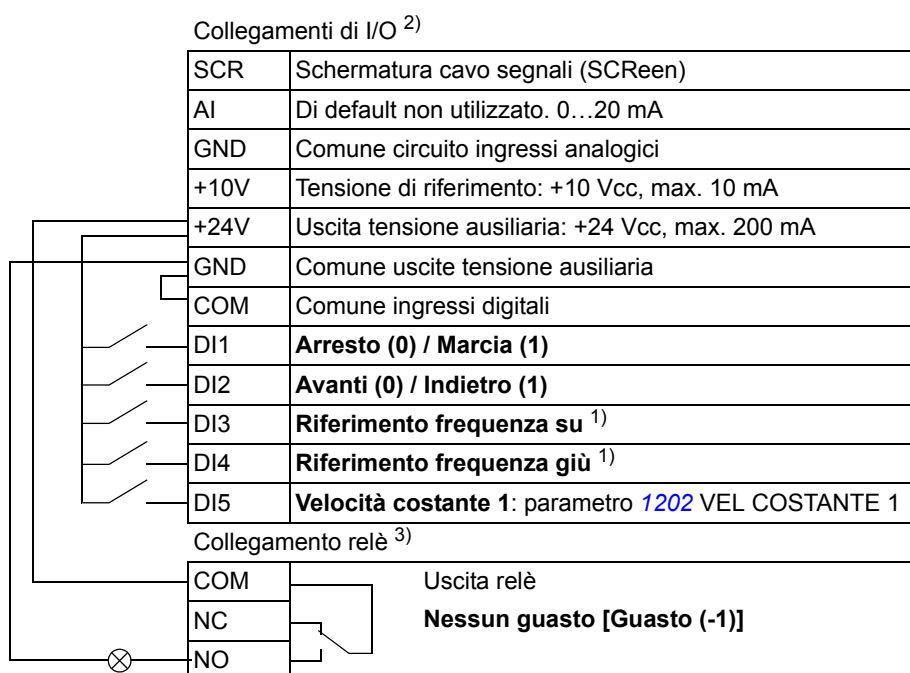 Collegamenti di I/O 2)
SCR Schermatura cavo segnali (SCReen)
AI Di default non utilizzato. 0…20 mA
GND Comune circuito ingressi analogici
+10V Tensione di riferimento: +10 Vcc, max. 10 mA
+24V Uscita tensione ausiliaria: +24 Vcc, max. 200 mA
GND Comune uscite tensione ausiliaria
COM Comune ingressi digitali
DI1 Arresto (0) / Marcia (1)
DI2 Avanti (0) / Indietro (1)
DI3 Riferimento frequenza su 1)
DI4 Riferimento frequenza giù 1)
DI5 Velocità costante 1: parametro 1202 VEL COSTANTE 1
Collegamento relè 3)
COM Uscita relè
NC Nessun guasto [Guasto (-1)]
NO